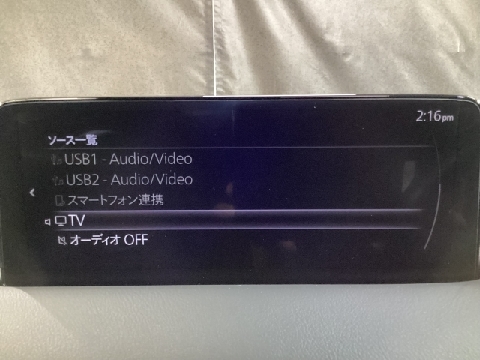 2:16pm
ソース一覧
USB1 - Audio/Video
USB2 - Audio/Video
スマートフォン連携
TV
オーディオ OFF